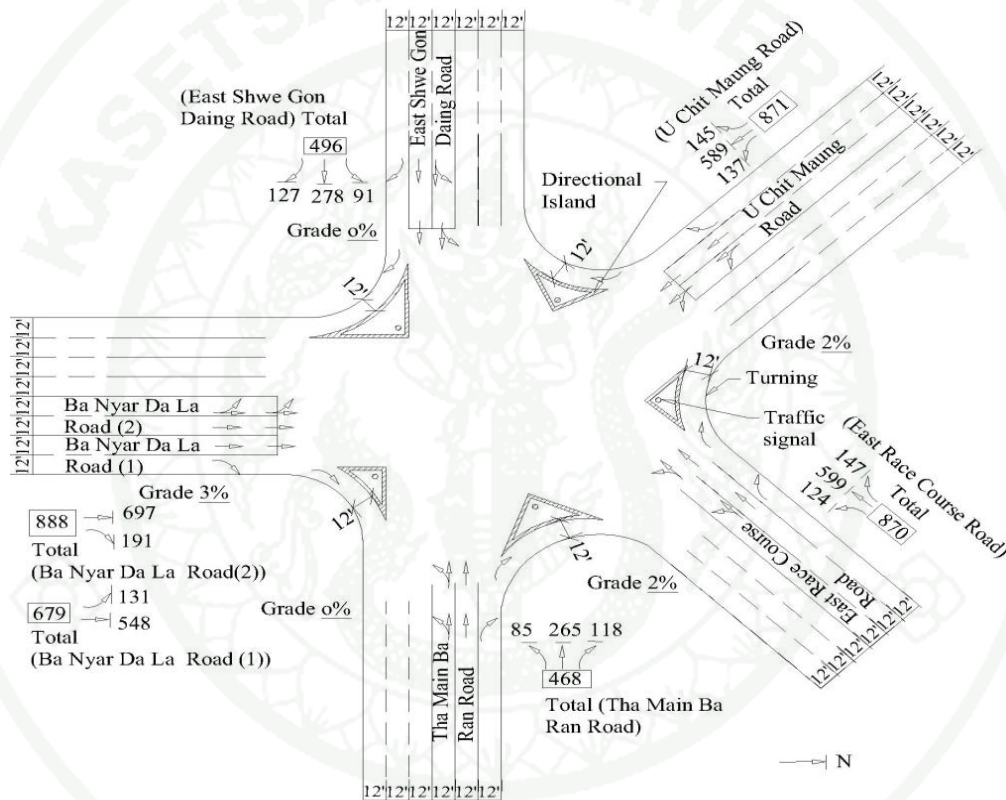 KASETSART UNIVERSITY
12' 12' 12' 12' 12' 12'
East Shwe Gon
Daing Road
(East Shwe Gon
Daing Road) Total
496
127 278 91
Grade o%
12'
(U Chit Maung Road)
Total
871
145
589
137
12' 12' 12' 12' 12' 12'
U Chit Maung
Road
Directional
Island
12'
Grade 2%
12'
Turning
Traffic
signal
(East Race Course Road)
Total
147
599
124
870
East Race Course
Road
12' 12' 12' 12' 12'
12' 12' 12' 12' 12' 12' 12' 12'
Ba Nyar Da La
Road (2)
Ba Nyar Da La
Road (1)
Grade 3%
12'
888
697
191
Total
(Ba Nyar Da La Road(2))
679
131
548
Total
(Ba Nyar Da La Road (1))
Grade o%
12'
Grade 2%
85 265 118
468
Total (Tha Main Ba
Ran Road)
Tha Main Ba
Ran Road
12' 12' 12' 12' 12' 12'
N